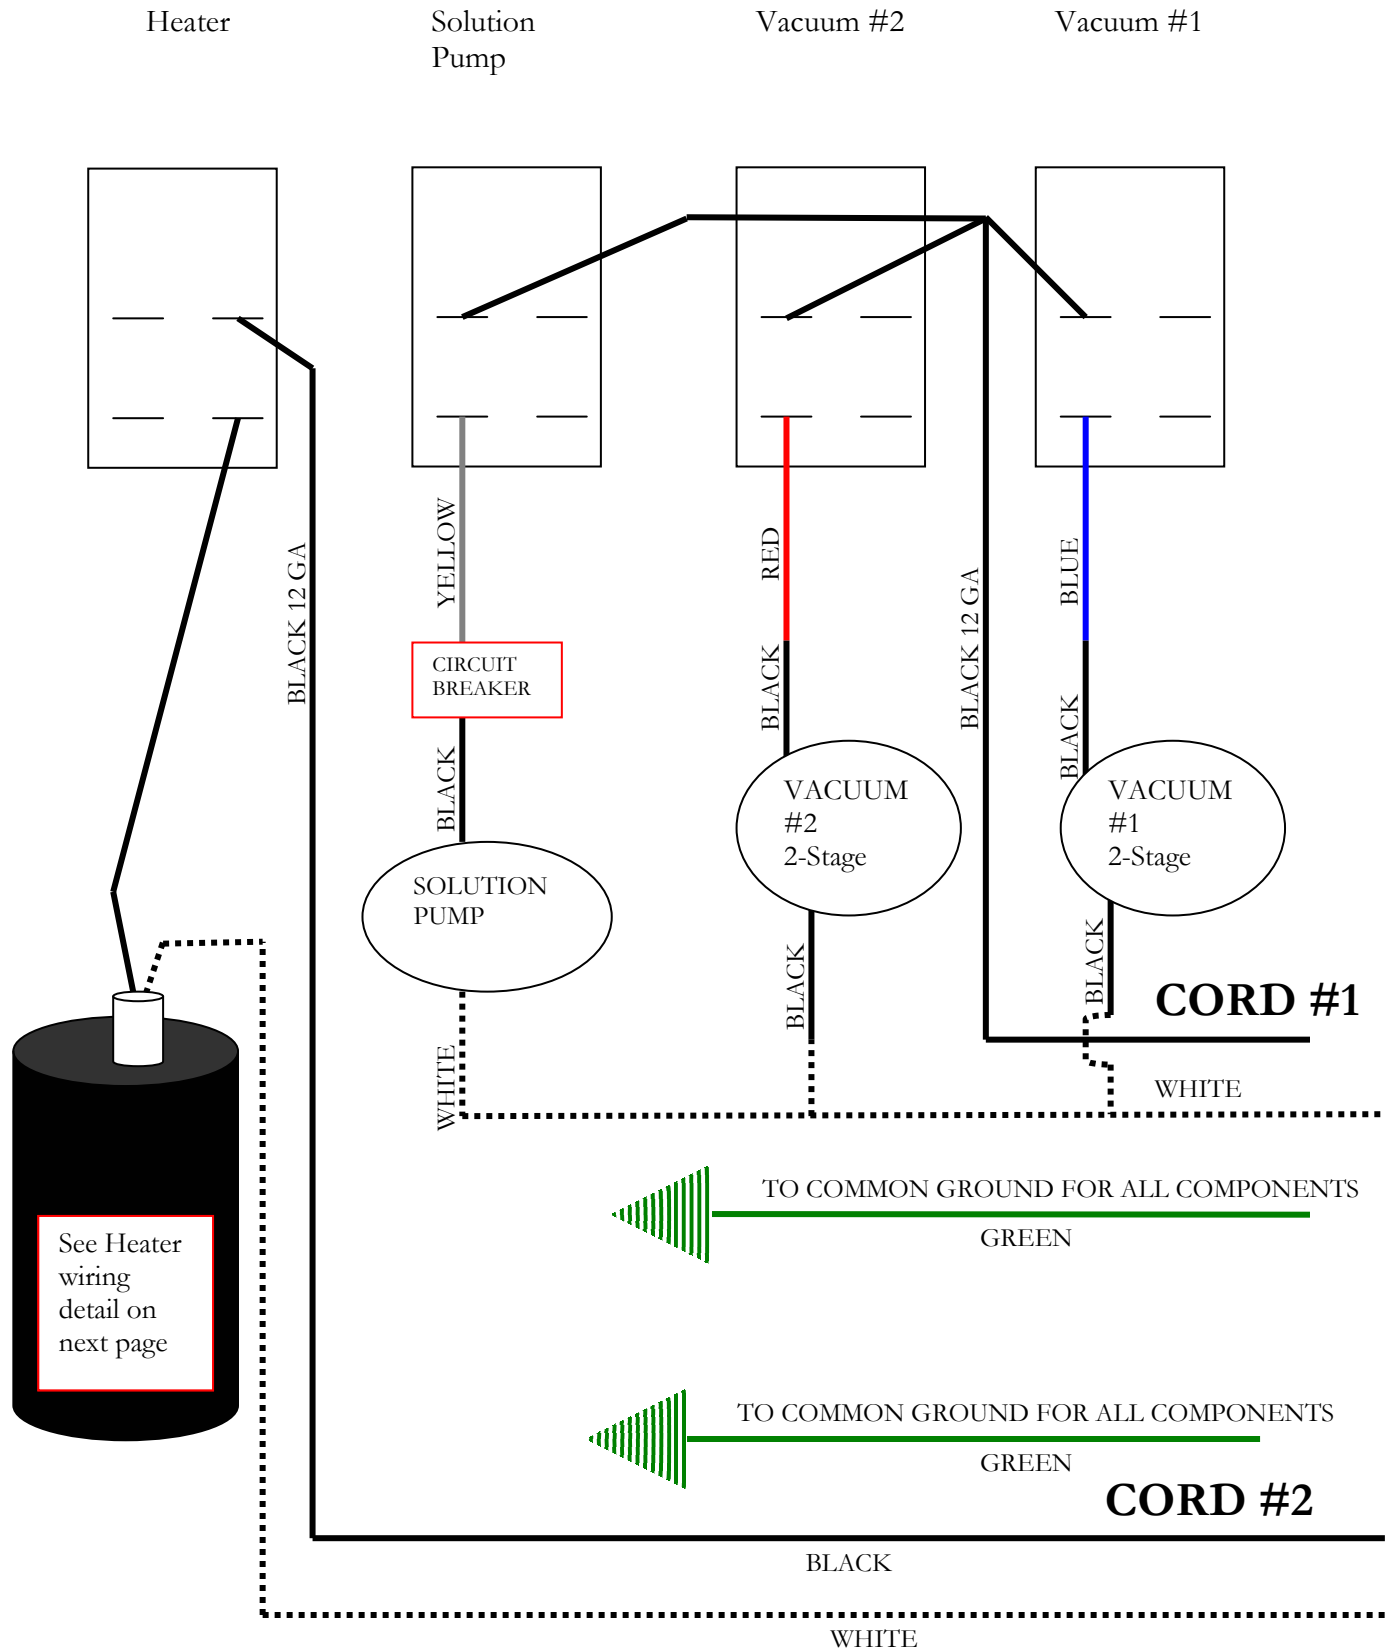 Heater
Solution
Pump
Vacuum #2
Vacuum #1
YELLOW
RED
BLUE
BLACK 12 GA
BLACK 12 GA
CIRCUIT
BREAKER
BLACK
BLACK
BLACK
VACUUM
#2
2-Stage
VACUUM
#1
2-Stage
SOLUTION
PUMP
BLACK
BLACK
CORD #1
WHITE
WHITE
TO COMMON GROUND FOR ALL COMPONENTS
GREEN
See Heater
wiring
detail on
next page
TO COMMON GROUND FOR ALL COMPONENTS
GREEN
CORD #2
BLACK
WHITE